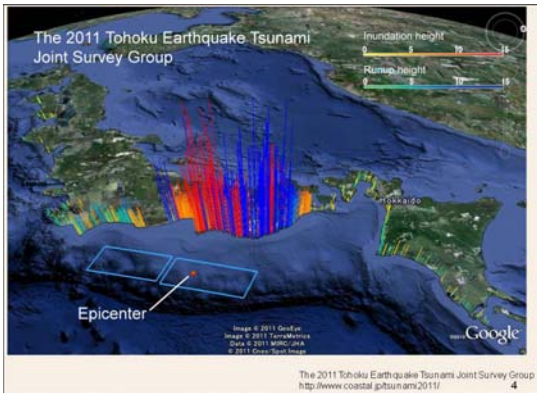 The 2011 Tohoku Earthquake Tsunami
Joint Survey Group
Inundation height
0 5 10 15
Runup height
0 5 10 15
Hokkaido
Epicenter
Image © 2011 GeoEye
Image © 2011 TerraMetrics
Data © 2011 MIRC/JHA
© 2011 Cnes/Spot Image
©2010 Google
The 2011 Tohoku Earthquake Tsunami Joint Survey Group
http://www.coastal.jp/tsunami2011/ 4